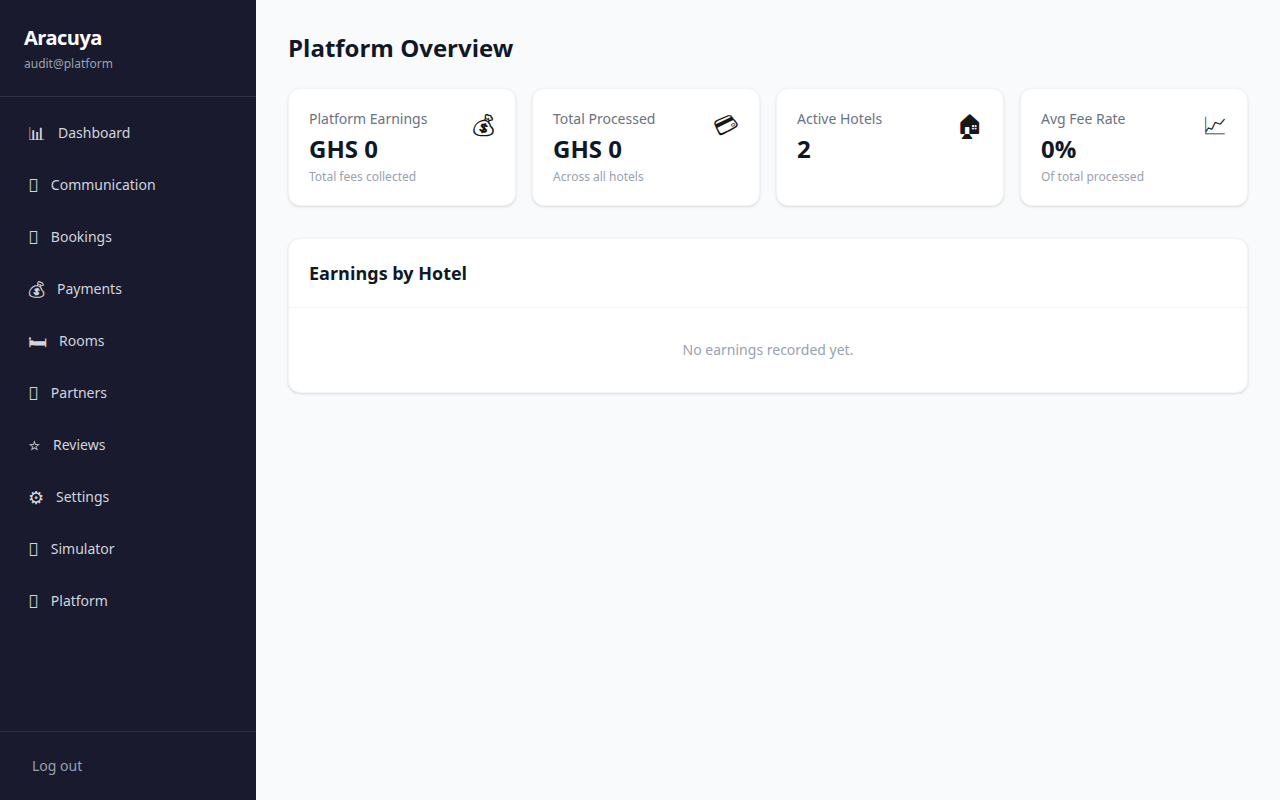 Aracuya
audit@platform
Dashboard
Communication
Bookings
Payments
Rooms
Partners
Reviews
Settings
Simulator
Platform
Log out
Platform Overview
Platform Earnings
GHS 0
Total fees collected
Total Processed
GHS 0
Across all hotels
Active Hotels
2
Avg Fee Rate
0%
Of total processed
Earnings by Hotel
No earnings recorded yet.